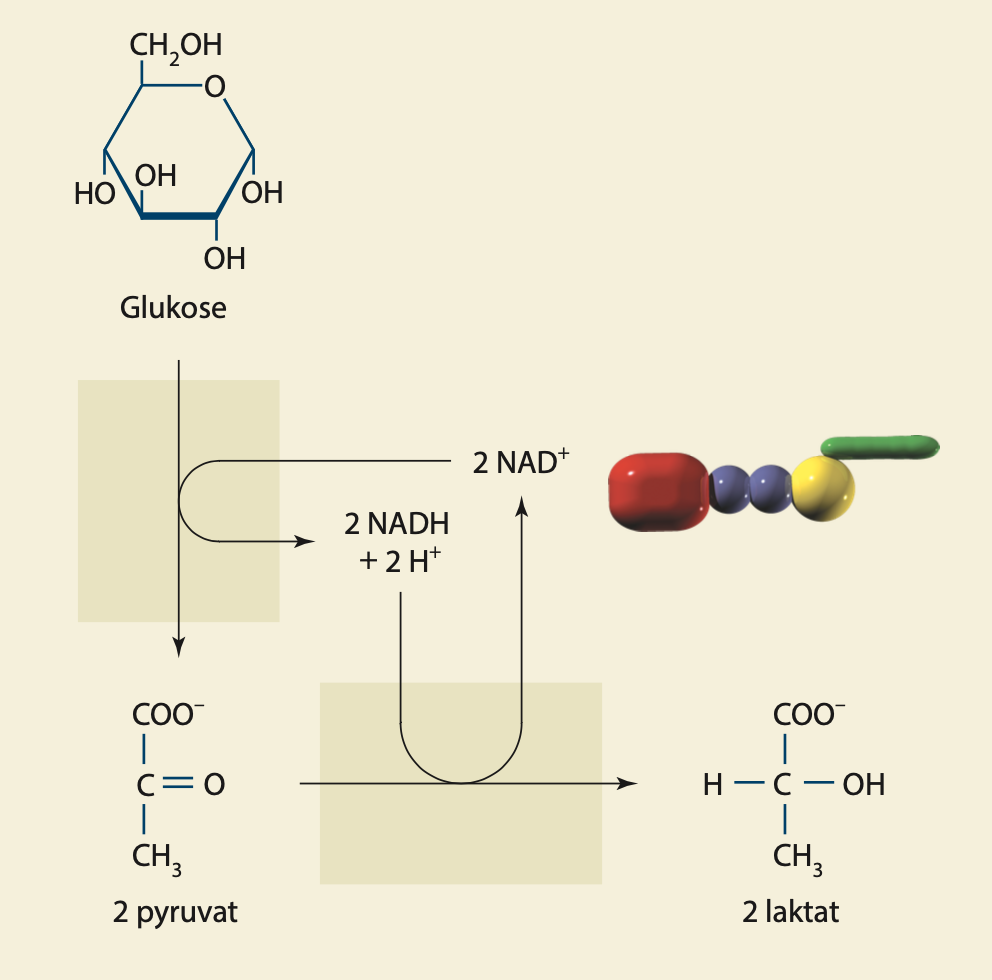 CH₂OH
O
OH
HO
OH
OH
Glukose
2 NAD⁺
2 NADH
+ 2 H⁺
COO⁻
C = O
CH₃
2 pyruvat
COO⁻
H — C — OH
CH₃
2 laktat